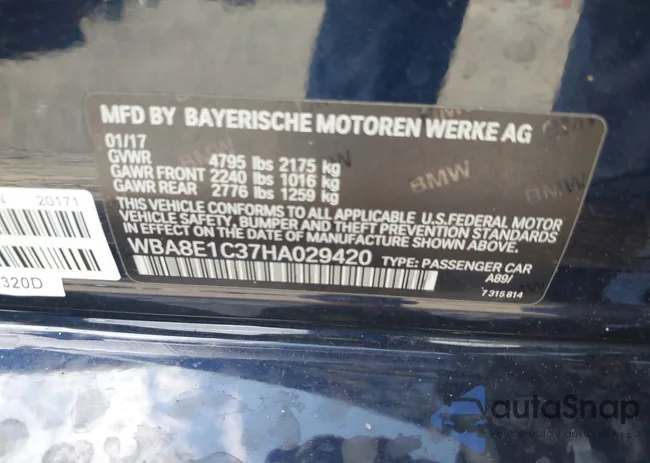 MFD BY BAYERISCHE MOTOREN WERKE AG
01/17
GVWR 4795 lbs 2175 kg
GAWR FRONT 2240 lbs 1016 kg
GAWR REAR 2776 lbs 1259 kg
THIS VEHICLE CONFORMS TO ALL APPLICABLE U.S.FEDERAL MOTOR
VEHICLE SAFETY, BUMPER AND THEFT PREVENTION STANDARDS
IN EFFECT ON THE DATE OF MANUFACTURE SHOWN ABOVE.
WBA8E1C37HA029420 TYPE: PASSENGER CAR
A89/
7 315 814
BMW
BMW
20171
320D
autoSnap